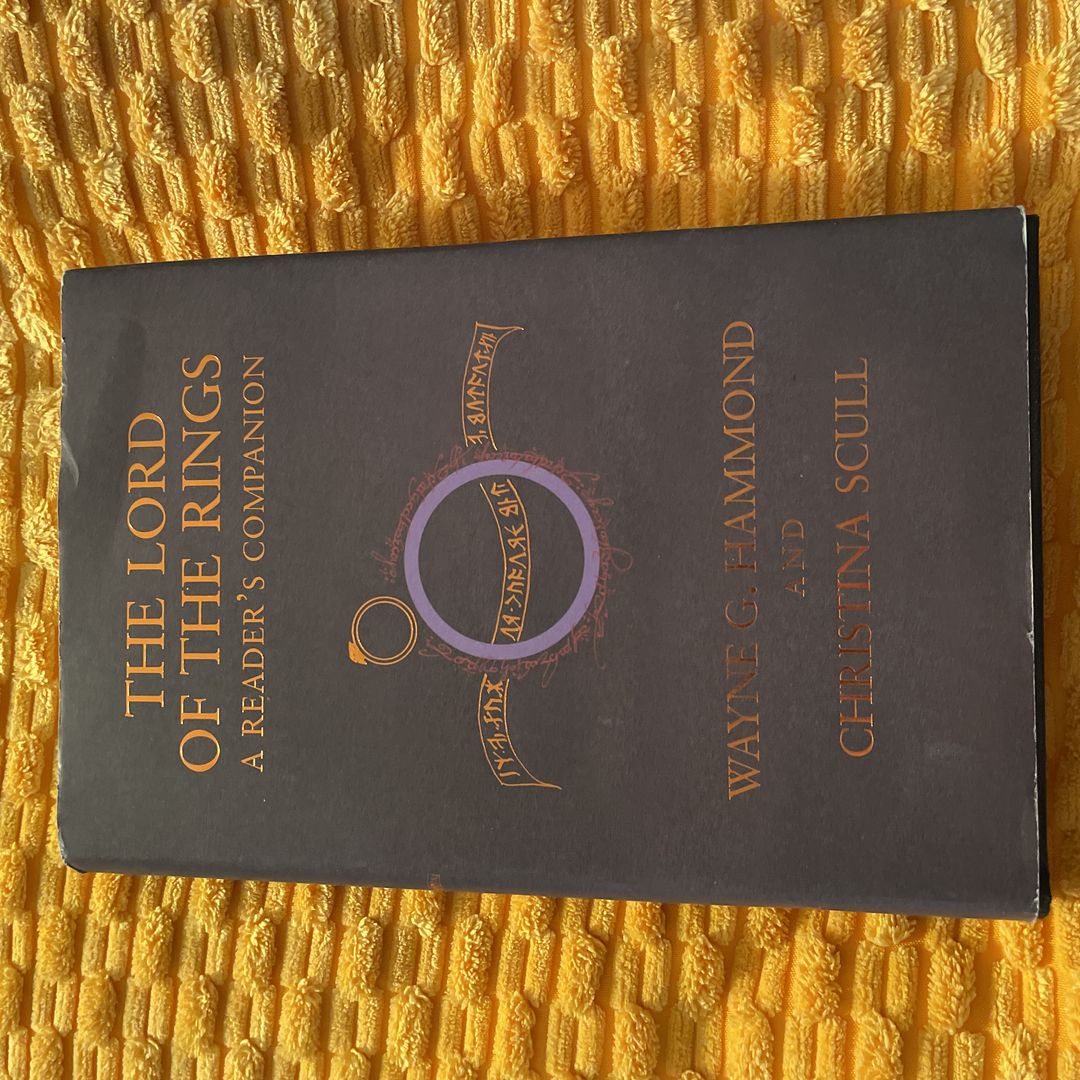 THE LORD
OF THE RINGS
A READER'S COMPANION
WAYNE G. HAMMOND
AND
CHRISTINA SCULL